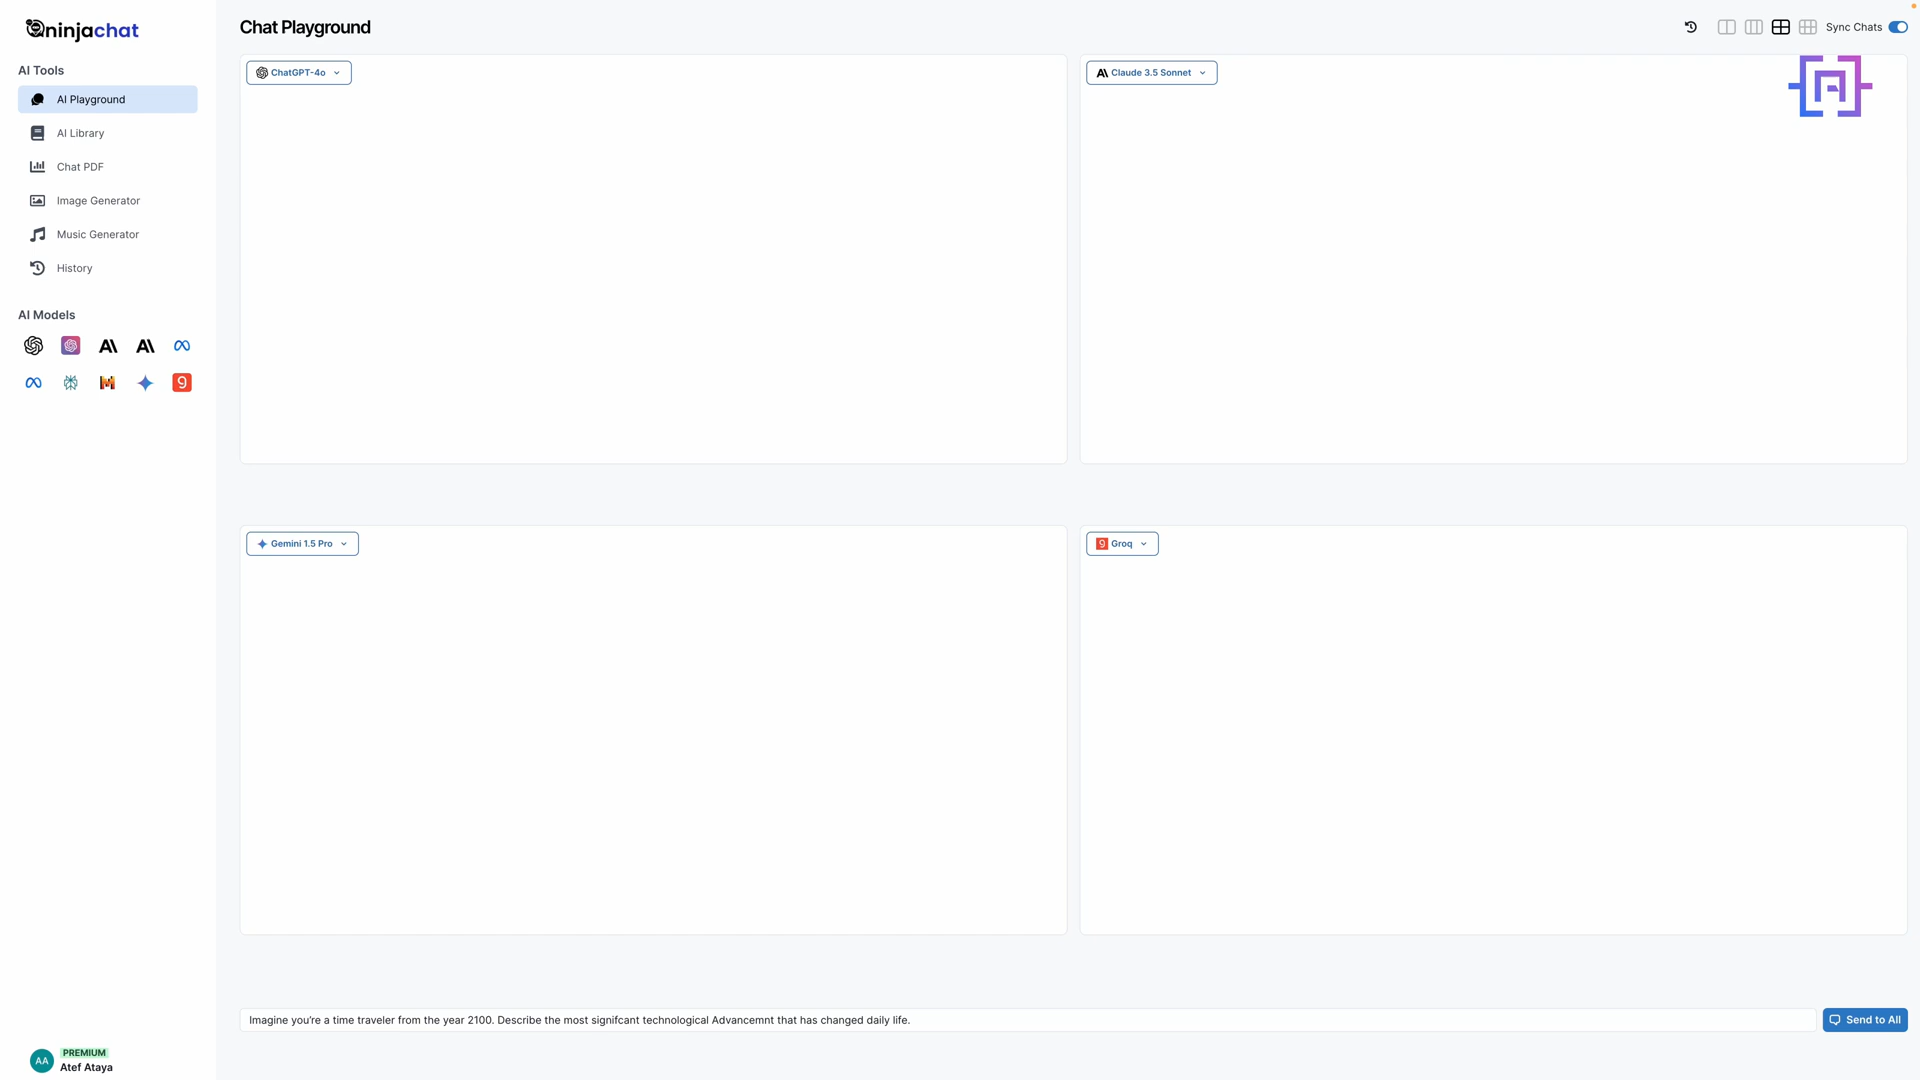 ninjachat
Chat Playground
Sync Chats
AI Tools
AI Playground
AI Library
Chat PDF
Image Generator
Music Generator
History
AI Models
ChatGPT-4o
Claude 3.5 Sonnet
Gemini 1.5 Pro
Groq
Imagine you're a time traveler from the year 2100. Describe the most signifcant technological Advancemnt that has changed daily life.
Send to All
AA
PREMIUM
Atef Ataya